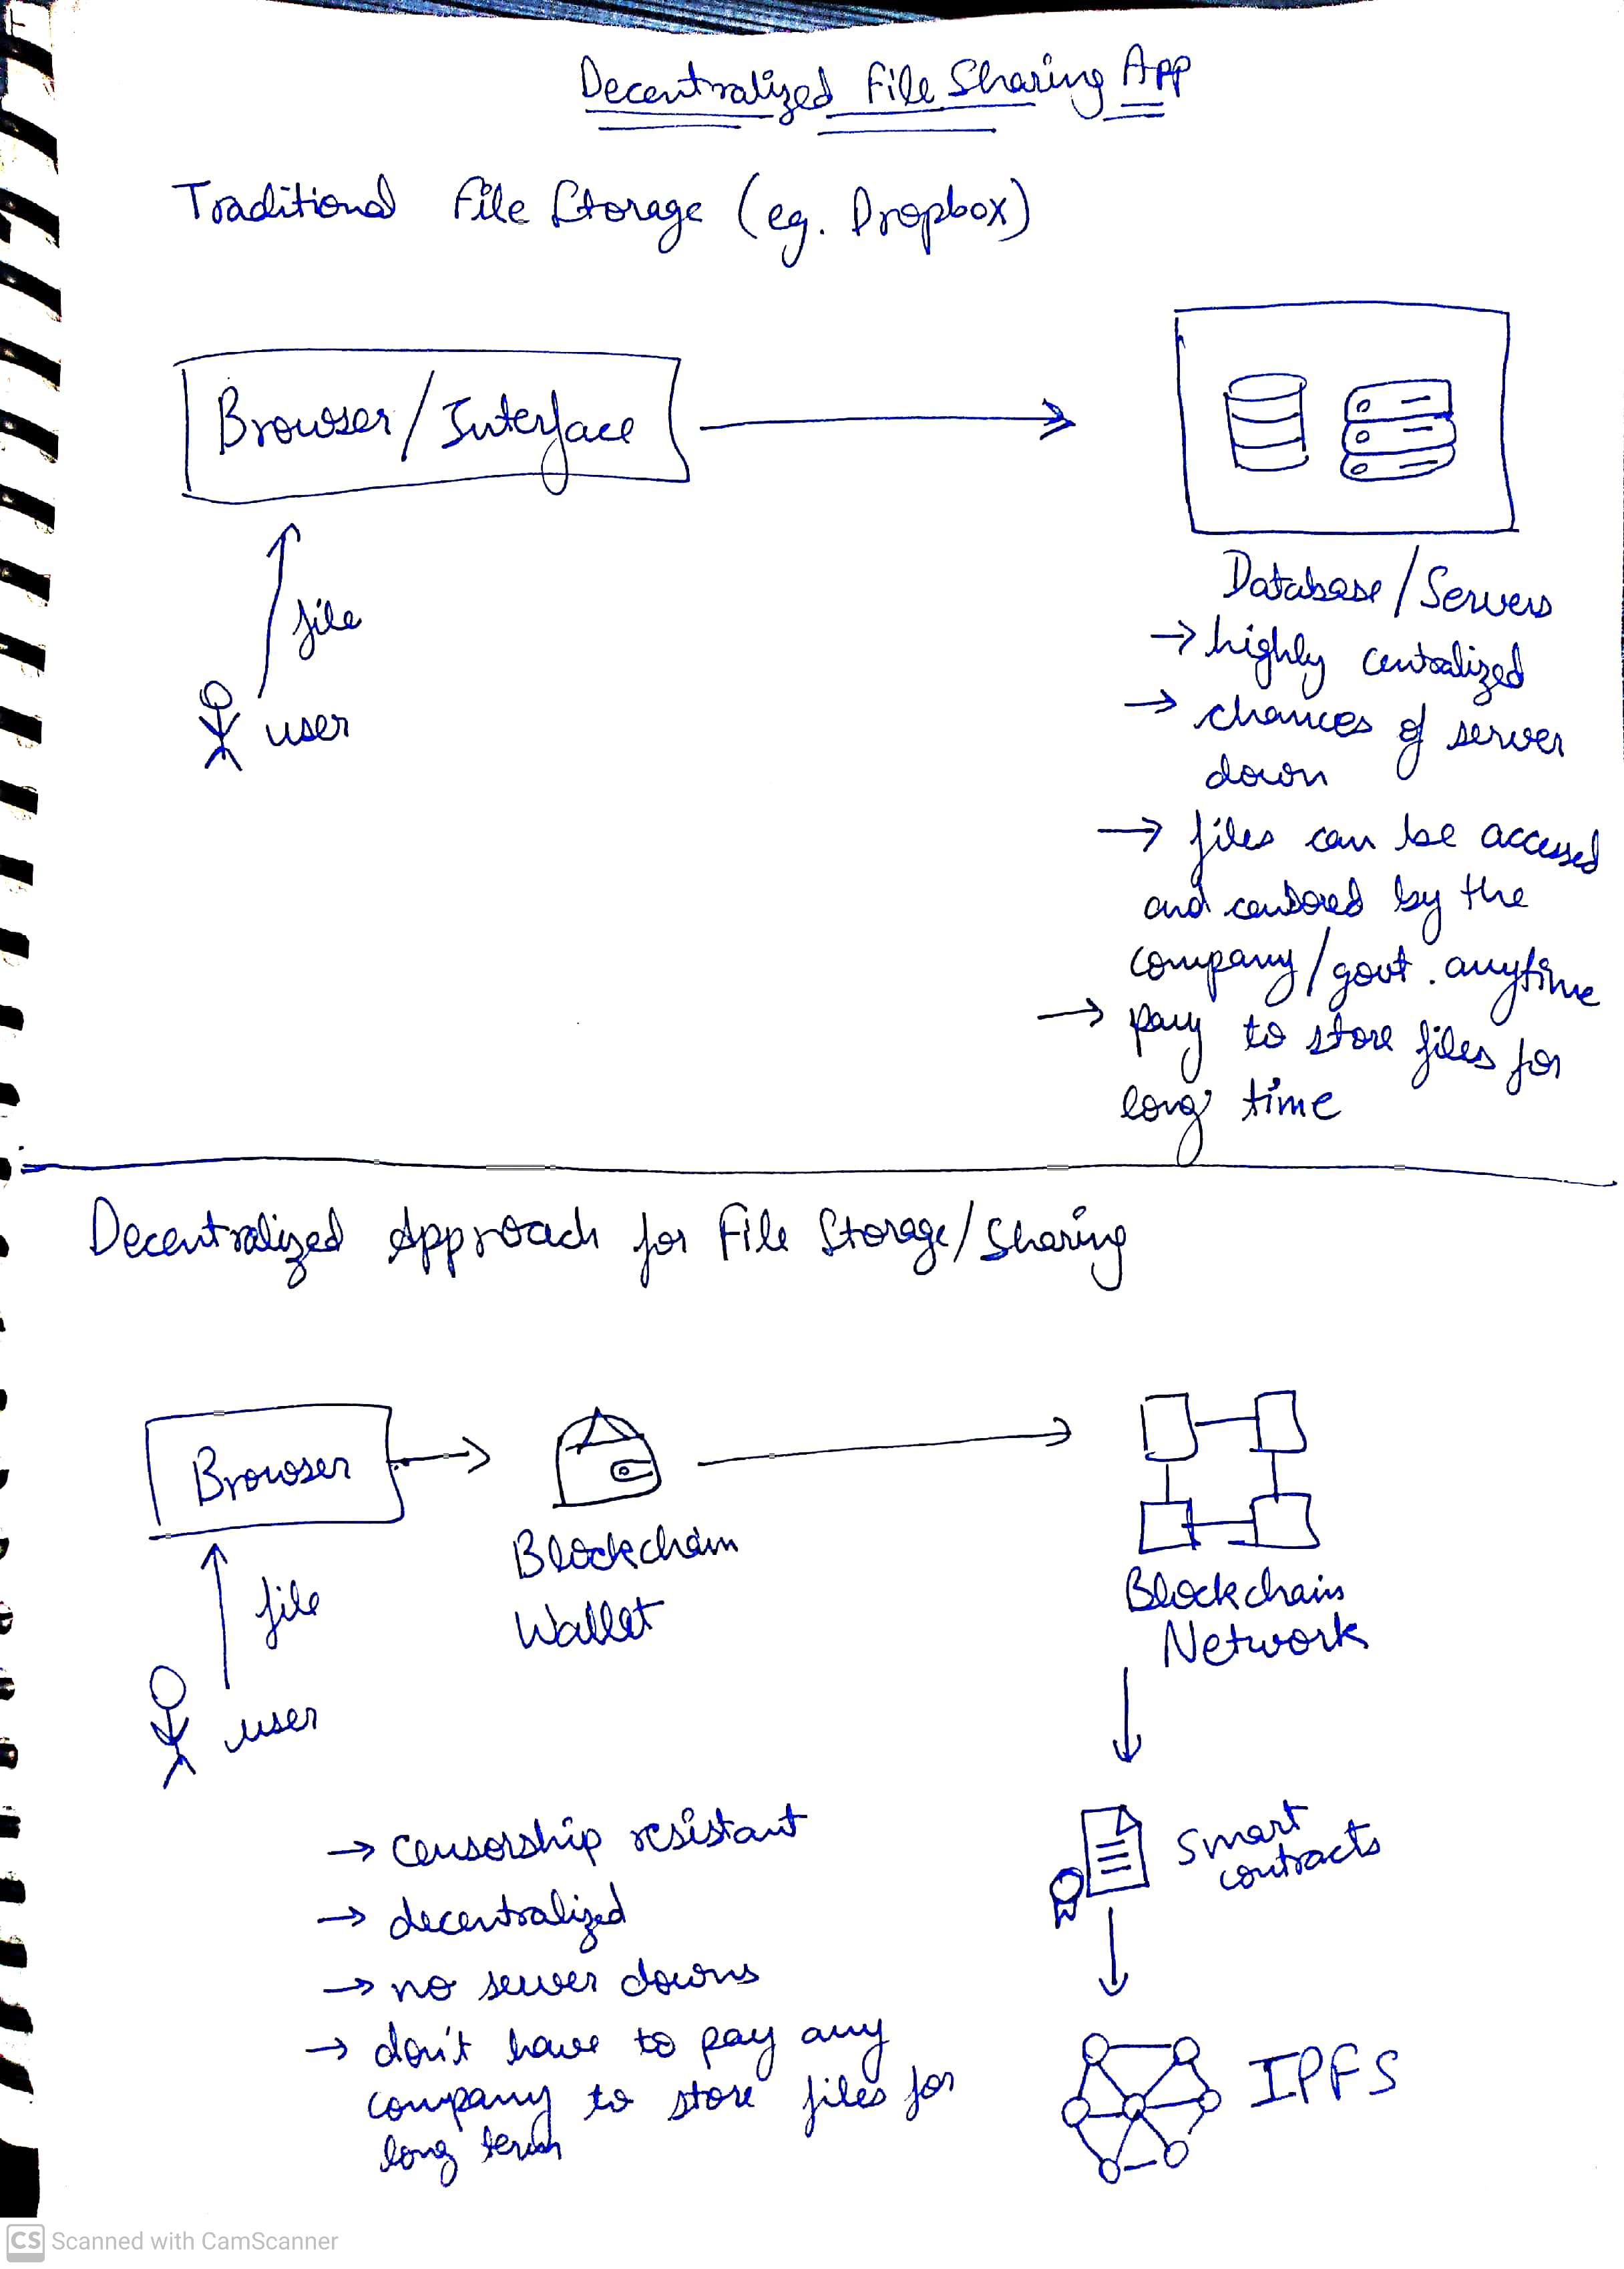 Decentralized File Sharing App
Traditional File Storage (eg. Dropbox)
Browser/Interface
file
user
Database/Servers
→ highly centralized
→ chances of server
down
→ files can be accessed
and censored by the
company/govt. anytime
→ pay to store files for
long time
Decentralized Approach for File Storage/Sharing
Browser
file
user
Blockchain
Wallet
Blockchain
Network
Smart
contracts
IPFS
→ censorship resistant
→ decentralized
→ no server downs
→ don't have to pay any
company to store files for
long term
CS Scanned with CamScanner